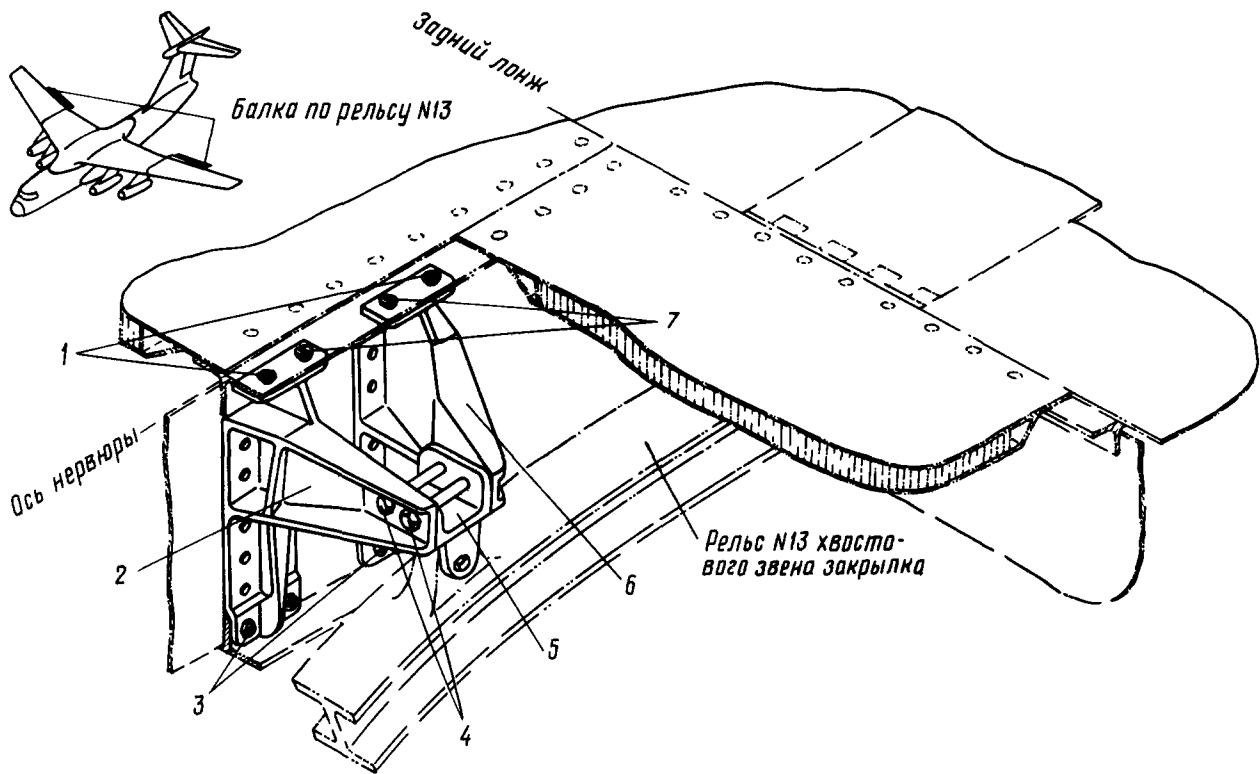 Задний лонж
Балка по рельсу N13
1
7
Ось нервюры
2
Рельс N13 хвосто-
вого звена закрылка
6
5
3
4